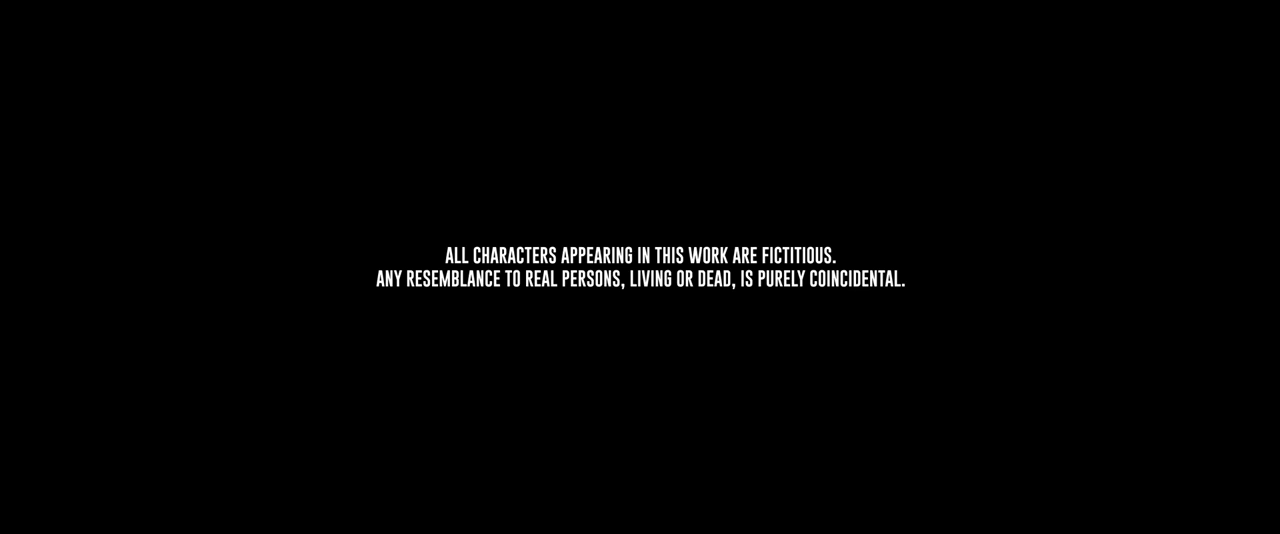 ALL CHARACTERS APPEARING IN THIS WORK ARE FICTITIOUS.
ANY RESEMBLANCE TO REAL PERSONS, LIVING OR DEAD, IS PURELY COINCIDENTAL.